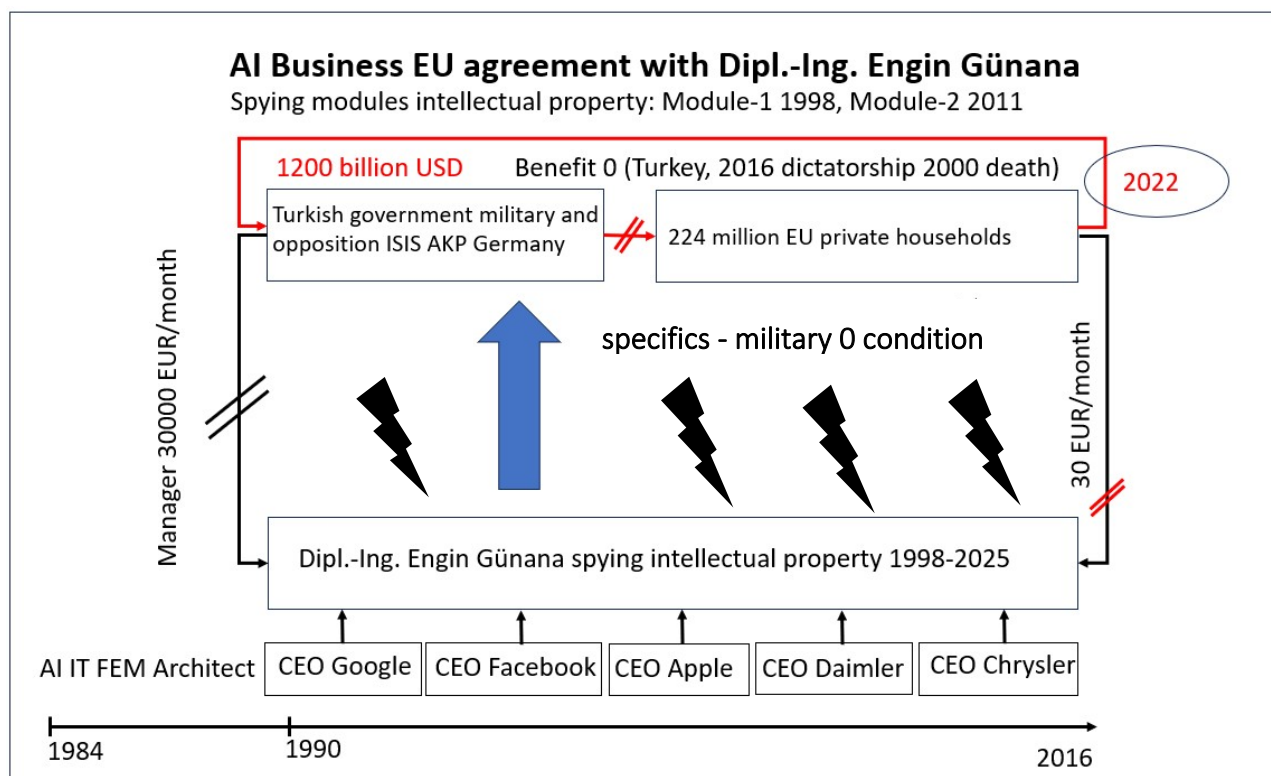 AI Business EU agreement with Dipl.-Ing. Engin Günana
Spying modules intellectual property: Module-1 1998, Module-2 2011
1200 billion USD
Benefit 0 (Turkey, 2016 dictatorship 2000 death)
2022
Turkish government military and
opposition ISIS AKP Germany
224 million EU private households
Manager 30000 EUR/month
specifics - military 0 condition
30 EUR/month
Dipl.-Ing. Engin Günana spying intellectual property 1998-2025
AI IT FEM Architect
CEO Google
CEO Facebook
CEO Apple
CEO Daimler
CEO Chrysler
1984
1990
2016